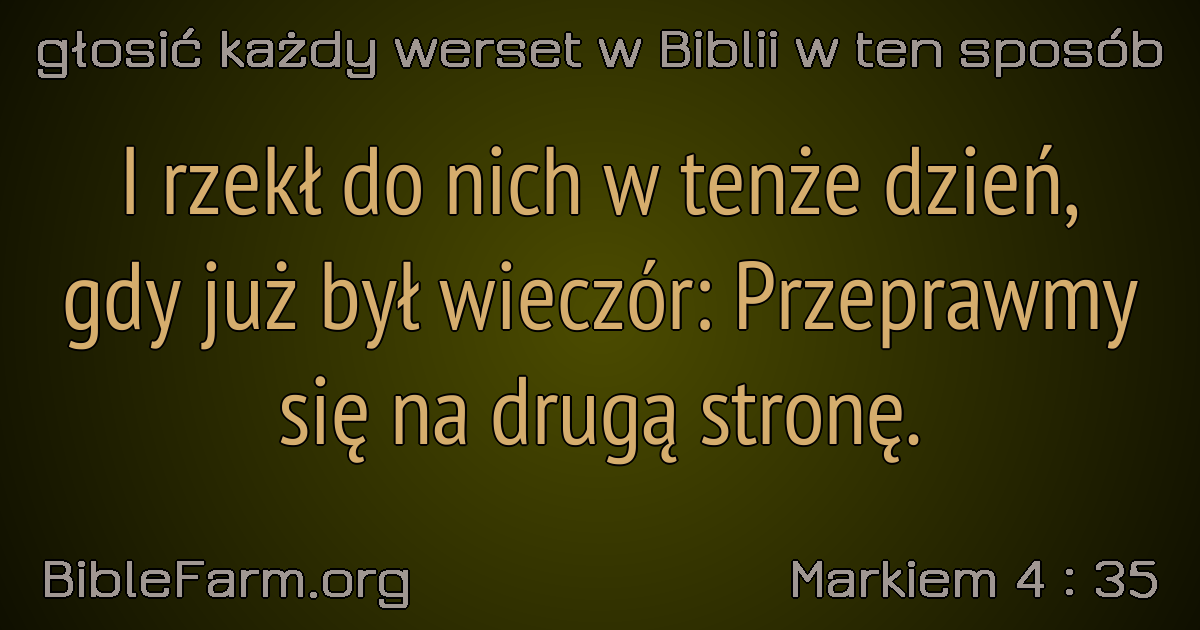 głosić każdy werset w Biblii w ten sposób
I rzekł do nich w tenże dzień,
gdy już był wieczór: Przeprawmy
się na drugą stronę.
BibleFarm.org
Markiem 4 : 35